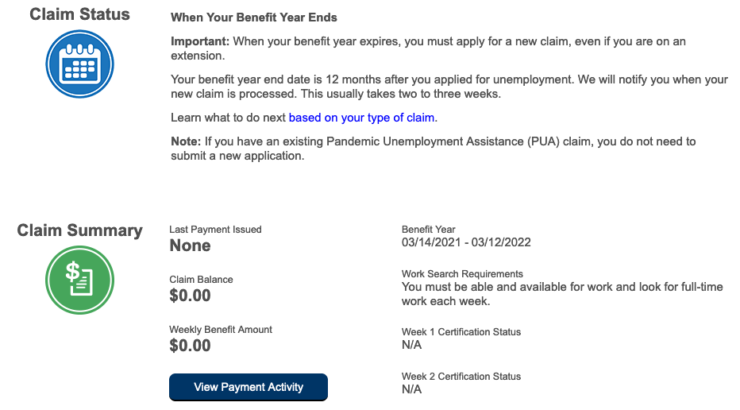 Claim Status
When Your Benefit Year Ends
Important: When your benefit year expires, you must apply for a new claim, even if you are on an
extension.
Your benefit year end date is 12 months after you applied for unemployment. We will notify you when your
new claim is processed. This usually takes two to three weeks.
Learn what to do next based on your type of claim.
Note: If you have an existing Pandemic Unemployment Assistance (PUA) claim, you do not need to
submit a new application.
Claim Summary
Last Payment Issued
None
Claim Balance
$0.00
Weekly Benefit Amount
$0.00
View Payment Activity
Benefit Year
03/14/2021 - 03/12/2022
Work Search Requirements
You must be able and available for work and look for full-time
work each week.
Week 1 Certification Status
N/A
Week 2 Certification Status
N/A